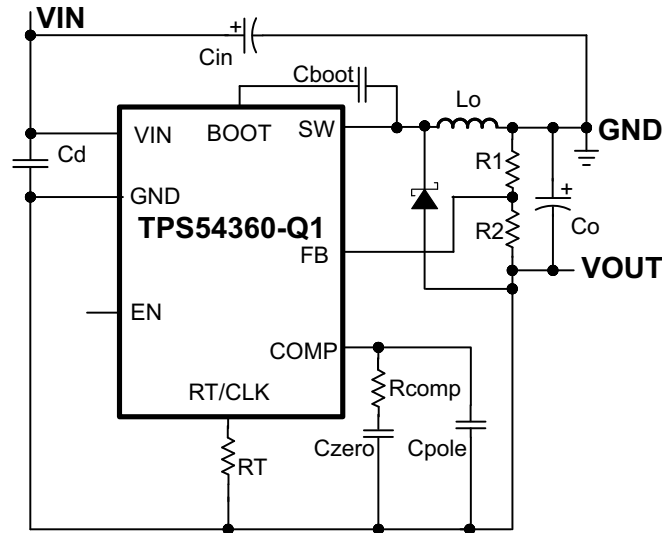 VIN
+
Cin
Cboot
Lo
VIN
BOOT
SW
GND
Cd
R1
GND
+
TPS54360-Q1
R2
Co
FB
VOUT
EN
COMP
RT/CLK
Rcomp
RT
Czero
Cpole